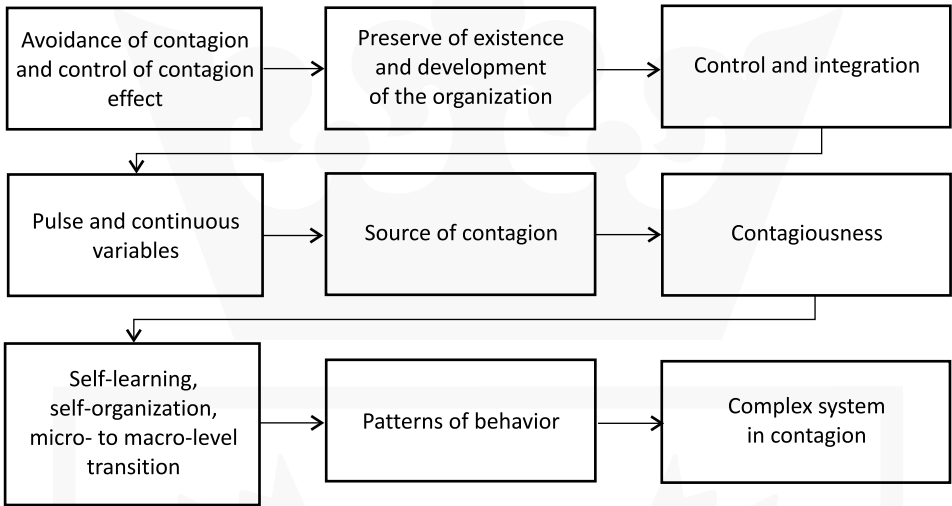 Avoidance of contagion
and control of contagion
effect
Preserve of existence
and development
of the organization
Control and integration
Pulse and continuous
variables
Source of contagion
Contagiousness
Self-learning,
self-organization,
micro- to macro-level
transition
Patterns of behavior
Complex system
in contagion